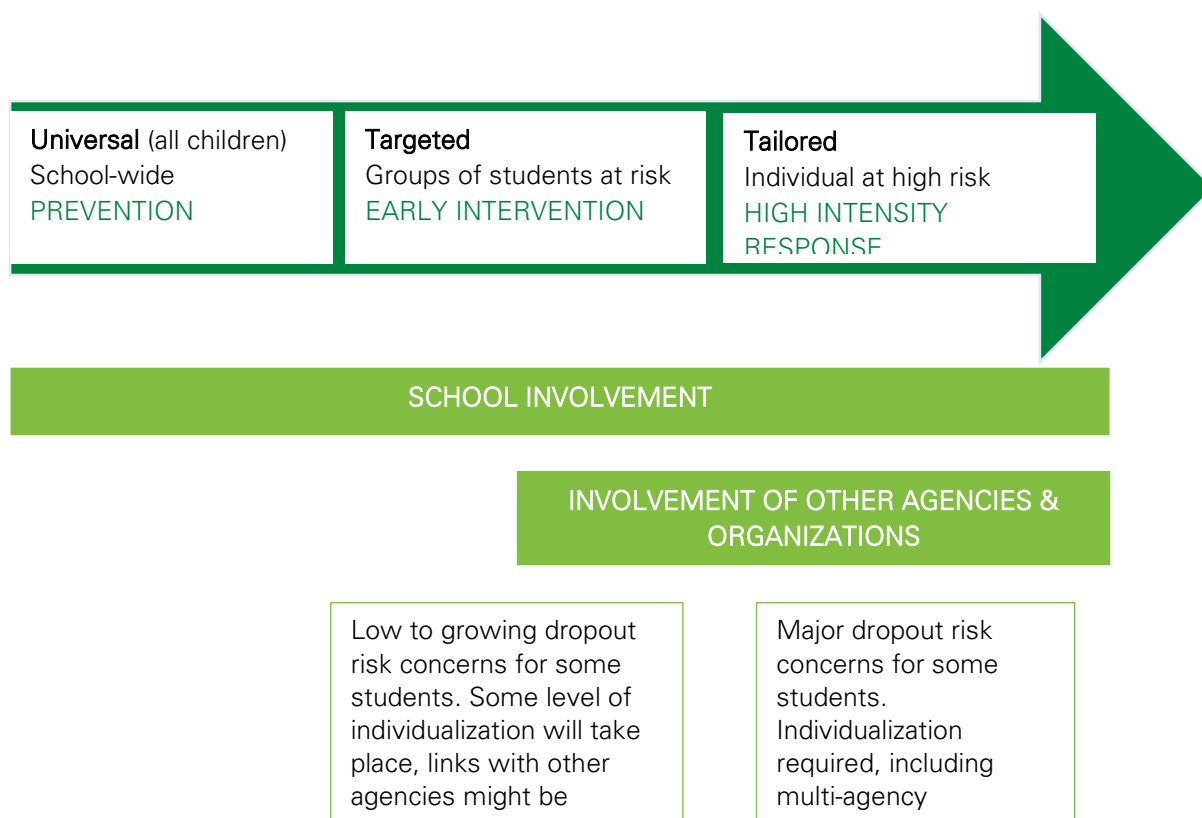 Universal (all children)
School-wide
PREVENTION
Targeted
Groups of students at risk
EARLY INTERVENTION
Tailored
Individual at high risk
HIGH INTENSITY
RESPONSE
SCHOOL INVOLVEMENT
INVOLVEMENT OF OTHER AGENCIES &
ORGANIZATIONS
Low to growing dropout
risk concerns for some
students. Some level of
individualization will take
place, links with other
agencies might be
Major dropout risk
concerns for some
students.
Individualization
required, including
multi-agency